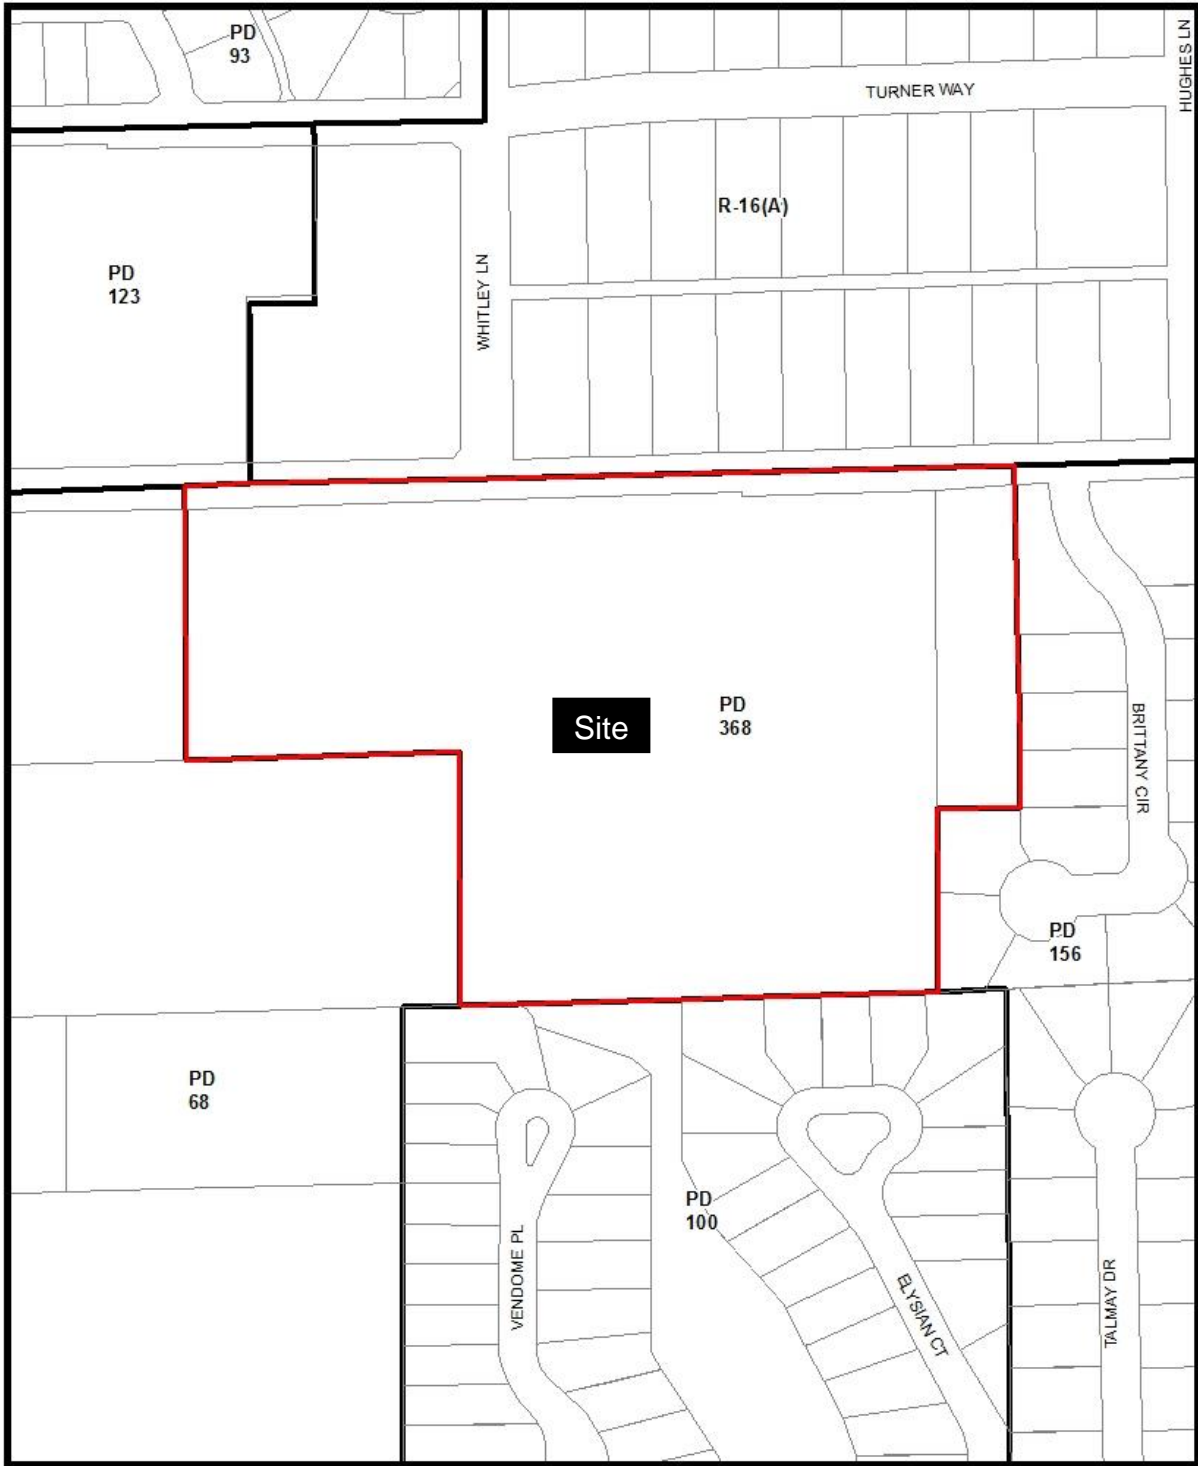 PD
93
HUGHES LN
TURNER WAY
R-16(A)
PD
123
WHITLEY LN
Site
PD
368
BRITTANY CIR
PD
156
PD
68
PD
100
VENDOME PL
ELYSIAN CT
TALMAY DR